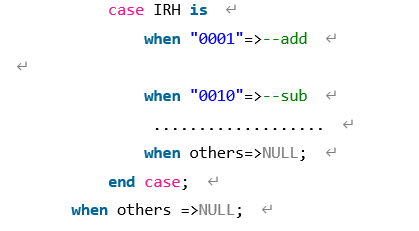 case IRH is ↵
when "0001"=>--add ↵
↵
when "0010"=>--sub ↵
................... ↵
when others=>NULL; ↵
end case; ↵
when others =>NULL; ↵